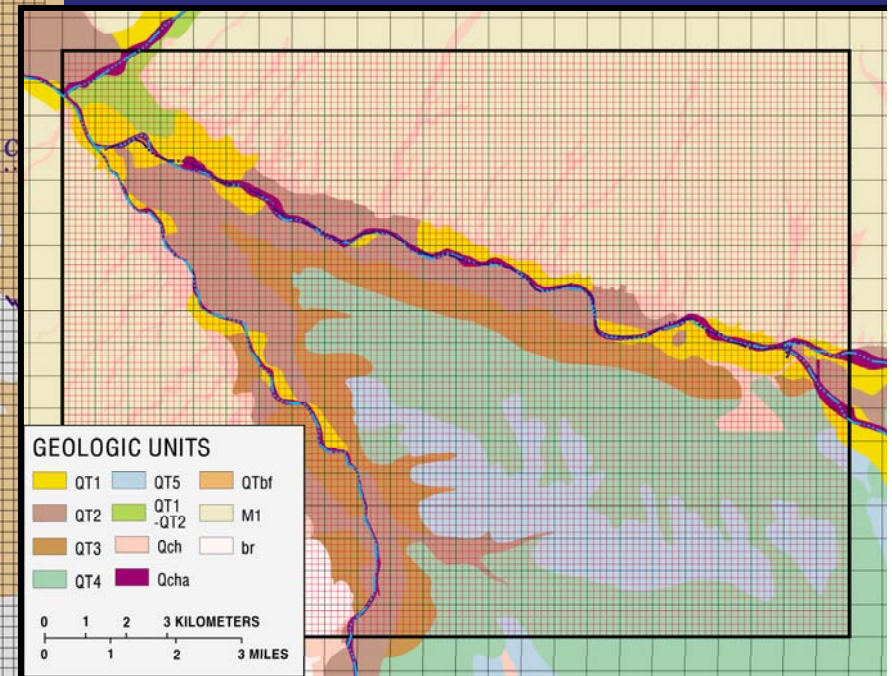 C
GEOLOGIC UNITS
QT1 QT5 QTbf
QT2 QT1 -QT2 M1
QT3 Qch br
QT4 Qcha
0 1 2 3 KILOMETERS
0 1 2 3 MILES